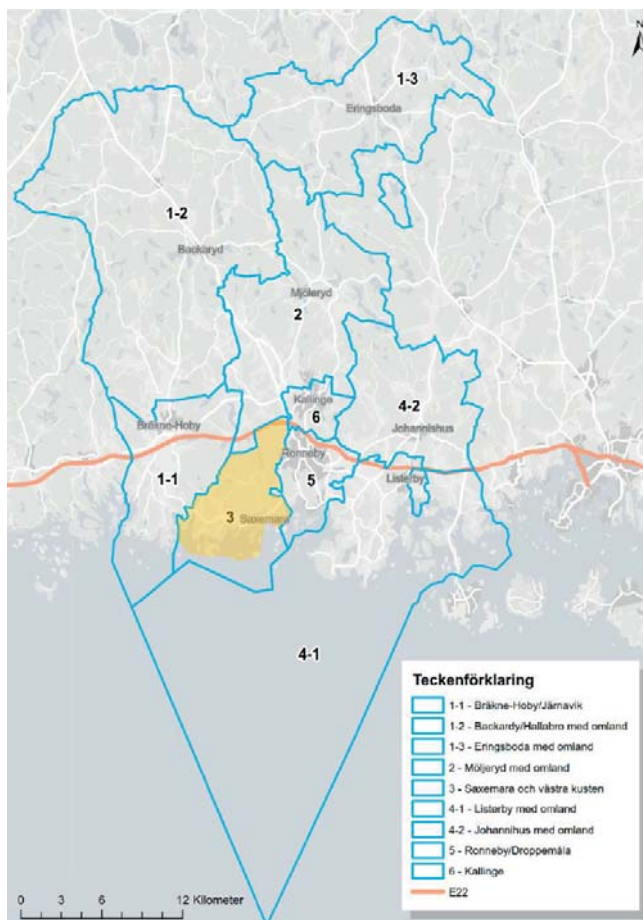 N
1-3
Eringsboda
1-2
Backaryd
Mjöleryd
2
Kallinge
6
4-2
Bräkne-Hoby
Johannishus
Ronneby
1-1
5
Listerby
3
Saxemara
4-1
Teckenförklaring
1-1 - Bräkne-Hoby/Järnavik
1-2 - Backardy/Hallabro med omland
1-3 - Eringsboda med omland
2 - Möljeryd med omland
3 - Saxemara och västra kusten
4-1 - Listerby med omland
4-2 - Johannihus med omland
5 - Ronneby/Droppemåla
6 - Kallinge
E22
0 3 6 12 Kilometer